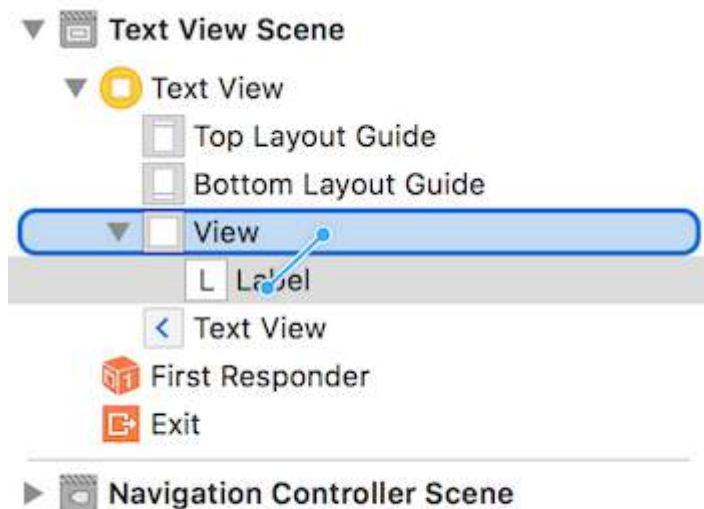 Text View Scene
Text View
Top Layout Guide
Bottom Layout Guide
View
L Label
Text View
First Responder
Exit
Navigation Controller Scene